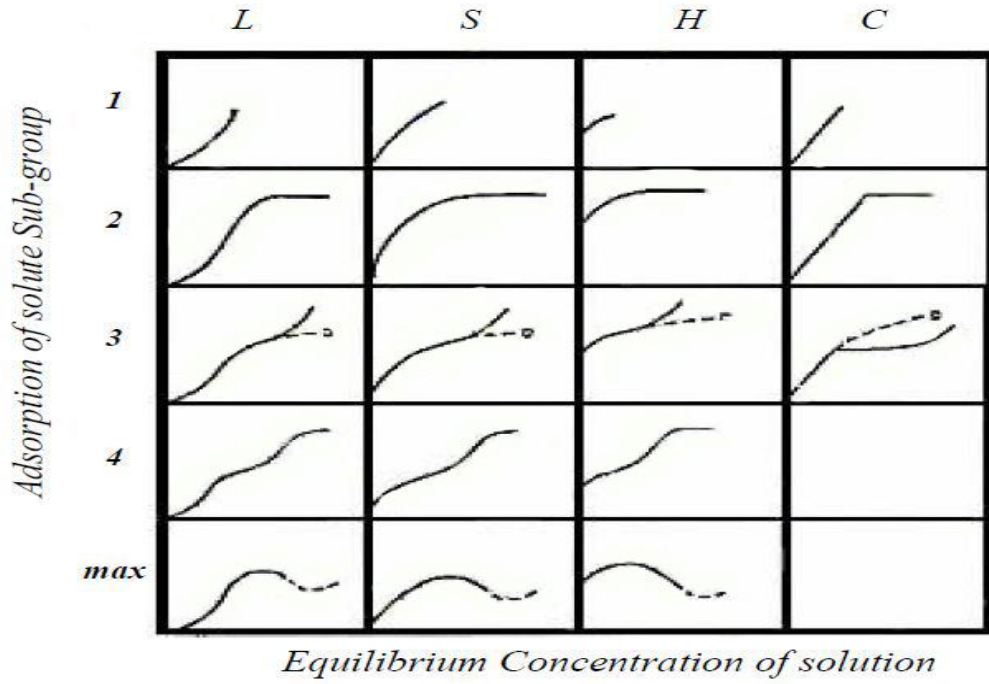 L S H C
Adsorption of solute Sub-group
1
2
3
4
max
Equilibrium Concentration of solution